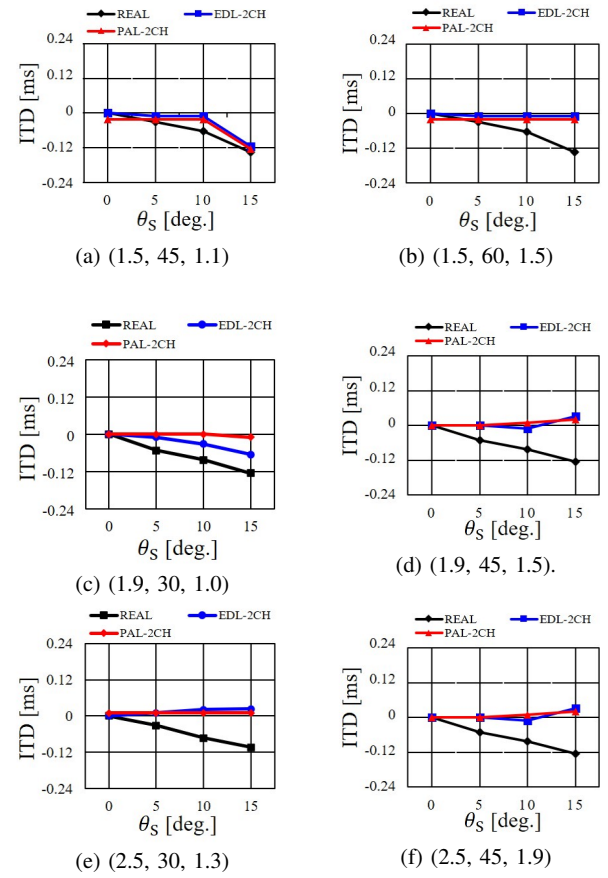 REAL EDL-2CH
PAL-2CH
0.24
0.12
0
-0.12
-0.24
ITD [ms]
0 5 10 15
θS [deg.]
(a) (1.5, 45, 1.1)
REAL EDL-2CH
PAL-2CH
0.24
0.12
0
-0.12
-0.24
ITD [ms]
0 5 10 15
θS [deg.]
(b) (1.5, 60, 1.5)
REAL EDL-2CH
PAL-2CH
0.24
0.12
0
-0.12
-0.24
ITD [ms]
0 5 10 15
θS [deg.]
(c) (1.9, 30, 1.0)
REAL EDL-2CH
PAL-2CH
0.24
0.12
0
-0.12
-0.24
ITD [ms]
0 5 10 15
θS [deg.]
(d) (1.9, 45, 1.5).
REAL EDL-2CH
PAL-2CH
0.24
0.12
0
-0.12
-0.24
ITD [ms]
0 5 10 15
θS [deg.]
(e) (2.5, 30, 1.3)
REAL EDL-2CH
PAL-2CH
0.24
0.12
0
-0.12
-0.24
ITD [ms]
0 5 10 15
θS [deg.]
(f) (2.5, 45, 1.9)